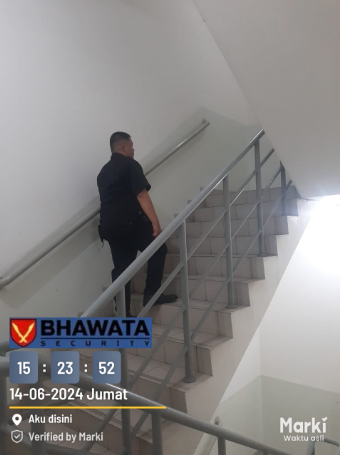 BHAWATA
SECURITY
15 : 23 : 52
14-06-2024 Jumat
Aku disini
Verified by Marki
Marki
Waktu asli